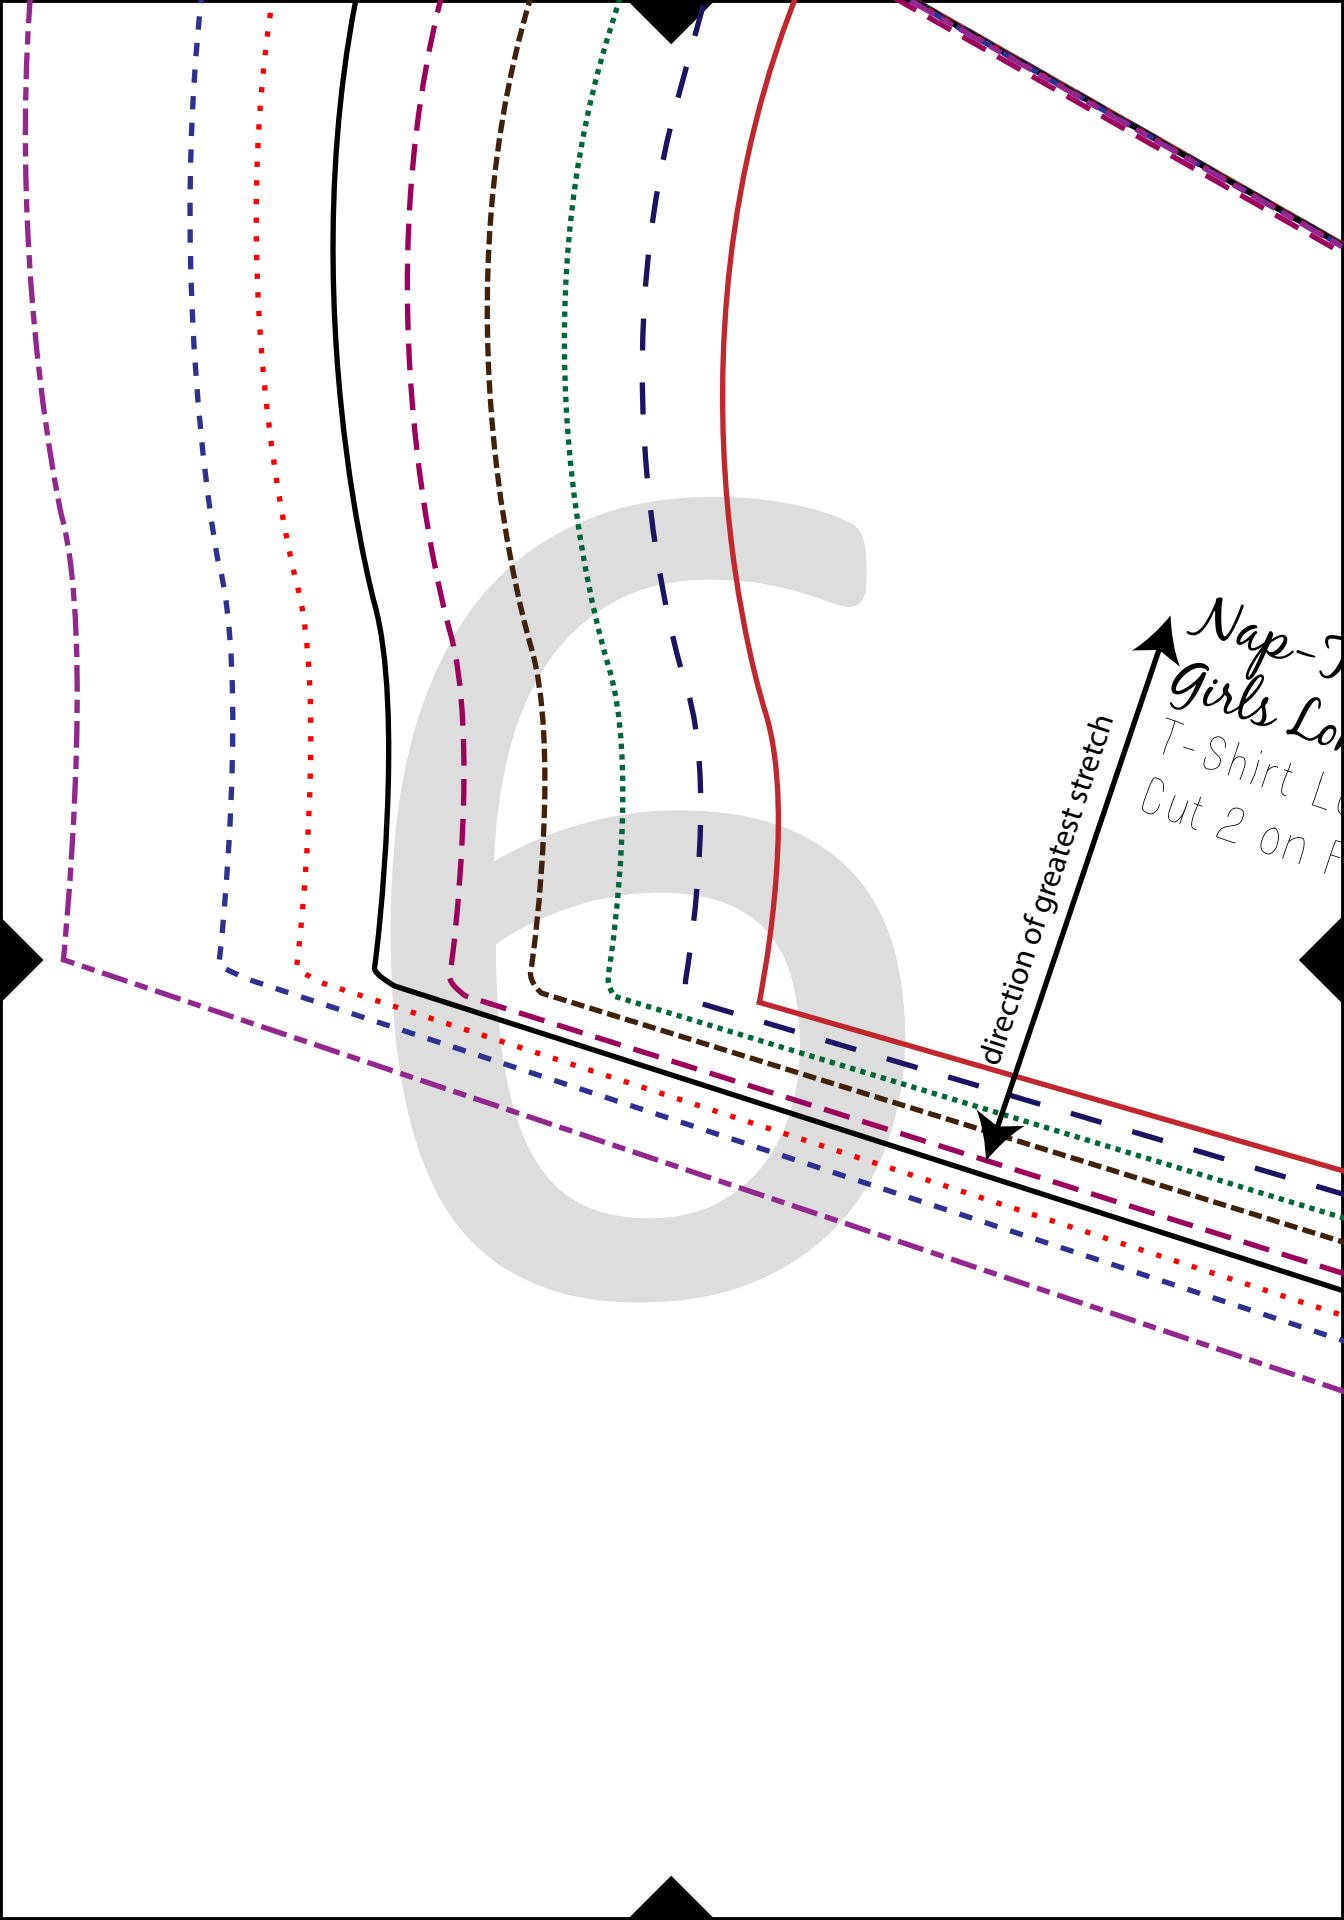 6
Nap-T
Girls Lo
T-Shirt L
Cut 2 on F
direction of greatest stretch